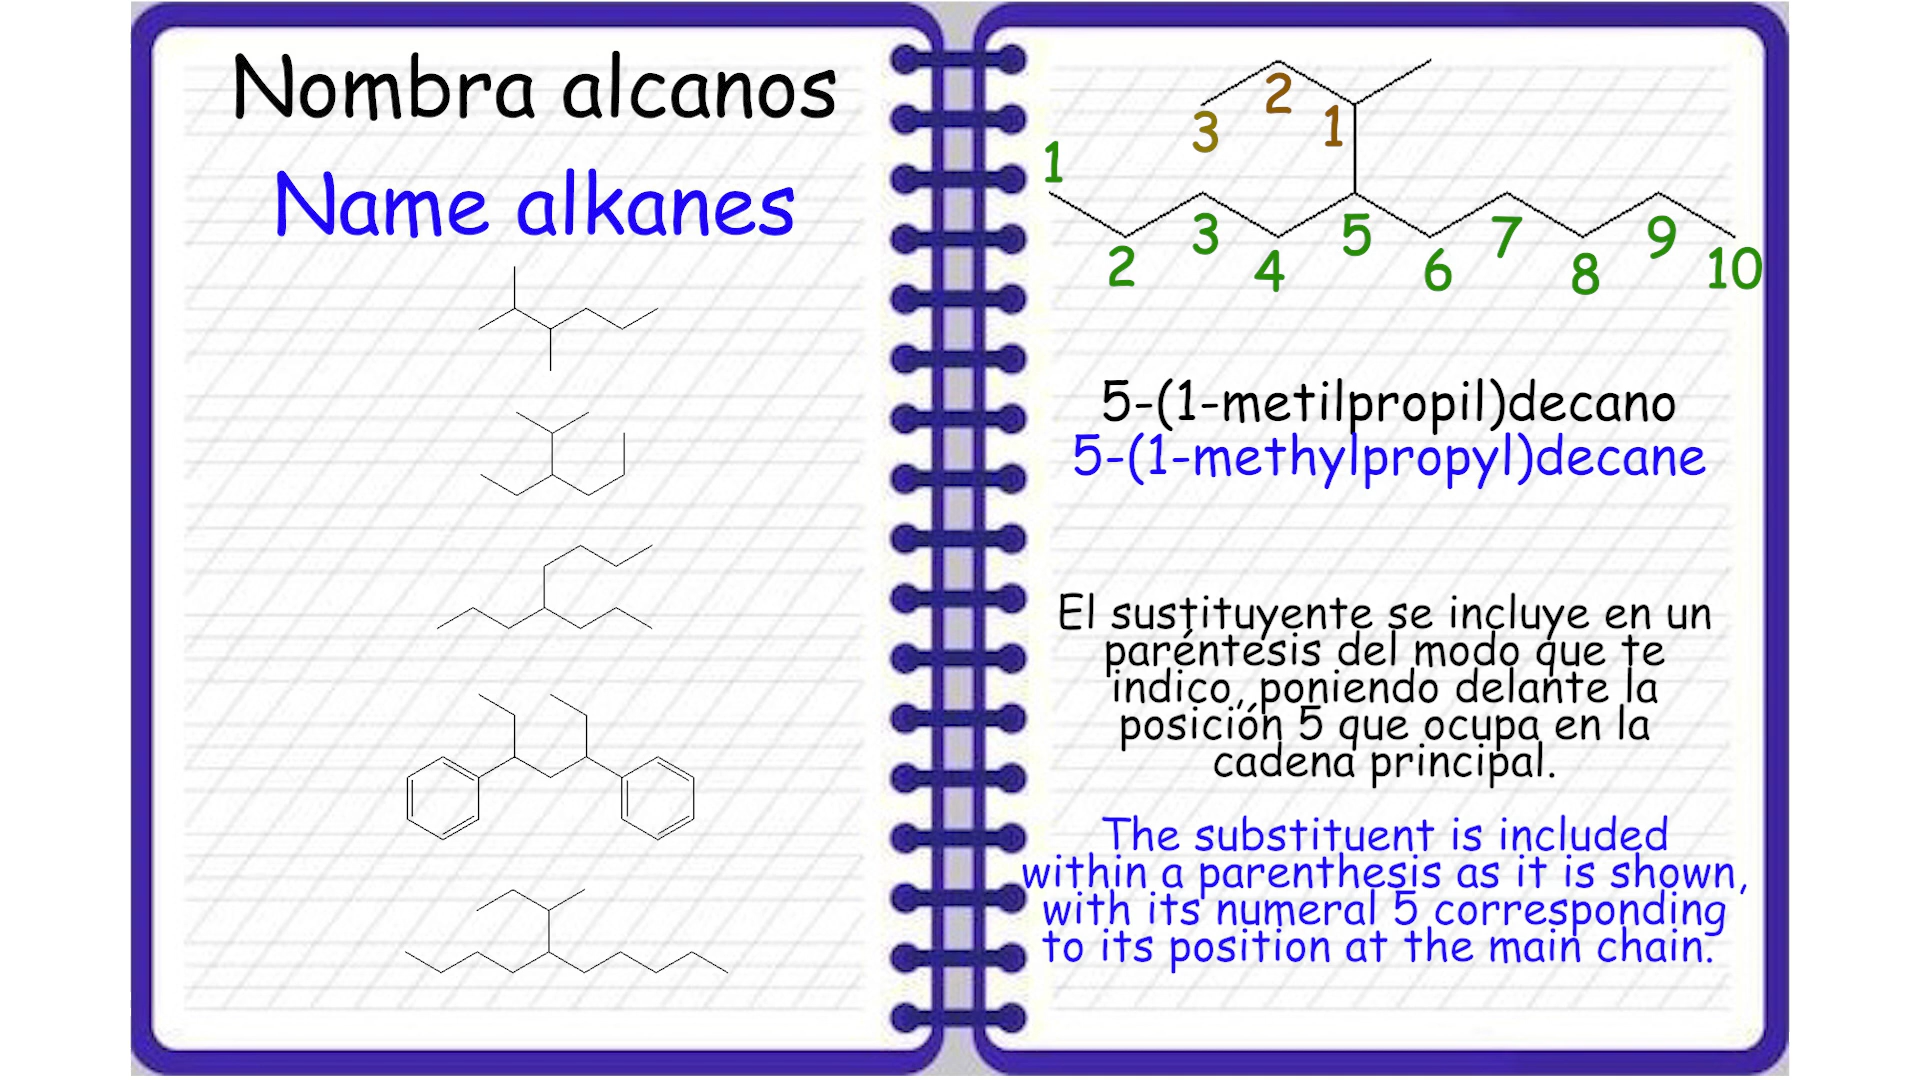 Nombra alcanos
Name alkanes
3
2
1
1
2
3
4
5
6
7
8
9
10
5-(1-metilpropil)decano
5-(1-methylpropyl)decane
El sustituyente se incluye en un
paréntesis del modo que te
indico, poniendo delante la
posición 5 que ocupa en la
cadena principal.
The substituent is included
within a parenthesis as it is shown,
with its numeral 5 corresponding
to its position at the main chain.